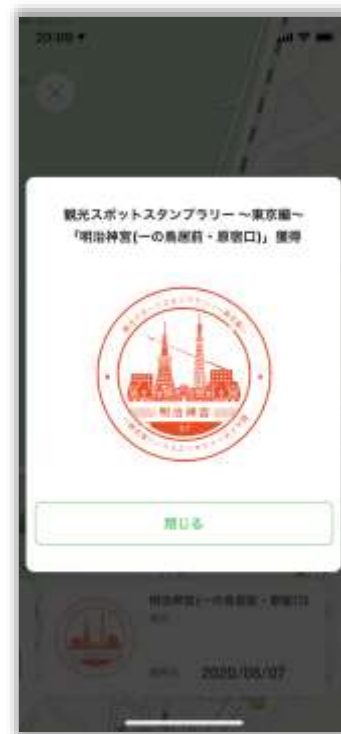 観光スポットスタンプラリー ～東京編～
「明治神宮(一の鳥居前・原宿口)」獲得
明治神宮
閉じる
明治神宮(一の鳥居前・原宿口)
2020/08/07